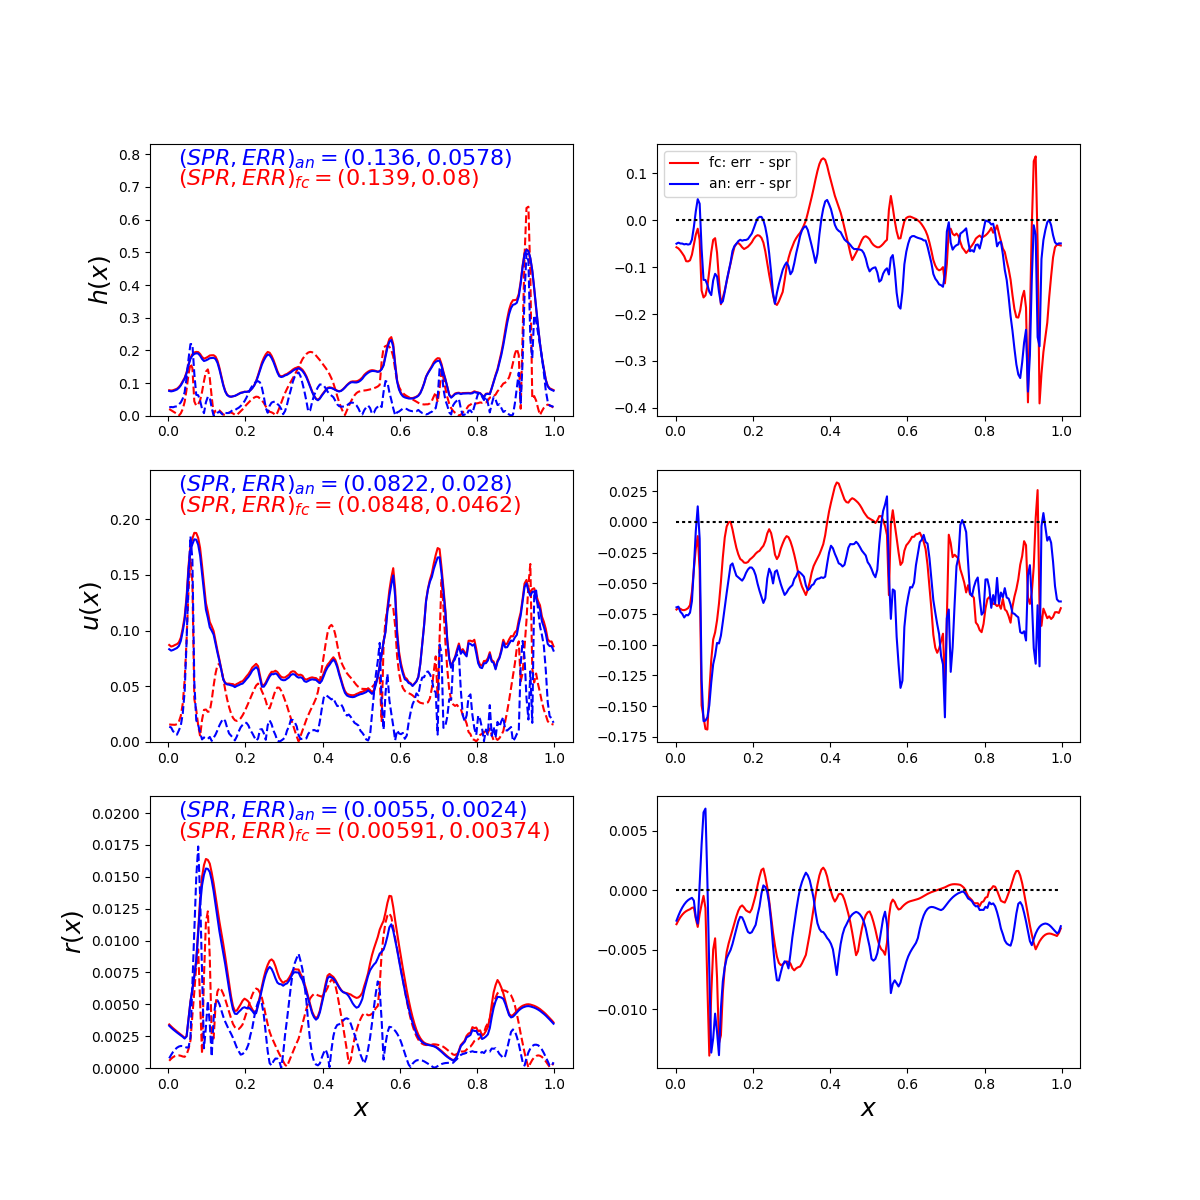 (SPR, ERR)an = (0.136, 0.0578)
(SPR, ERR)fc = (0.139, 0.08)
h(x)
0.8
0.7
0.6
0.5
0.4
0.3
0.2
0.1
0.0
0.0 0.2 0.4 0.6 0.8 1.0
fc: err - spr
an: err - spr
0.1
0.0
−0.1
−0.2
−0.3
−0.4
0.0 0.2 0.4 0.6 0.8 1.0
(SPR, ERR)an = (0.0822, 0.028)
(SPR, ERR)fc = (0.0848, 0.0462)
u(x)
0.20
0.15
0.10
0.05
0.00
0.0 0.2 0.4 0.6 0.8 1.0
0.025
0.000
−0.025
−0.050
−0.075
−0.100
−0.125
−0.150
−0.175
0.0 0.2 0.4 0.6 0.8 1.0
(SPR, ERR)an = (0.0055, 0.0024)
(SPR, ERR)fc = (0.00591, 0.00374)
r(x)
0.0200
0.0175
0.0150
0.0125
0.0100
0.0075
0.0050
0.0025
0.0000
0.0 0.2 0.4 0.6 0.8 1.0
x
0.005
0.000
−0.005
−0.010
0.0 0.2 0.4 0.6 0.8 1.0
x